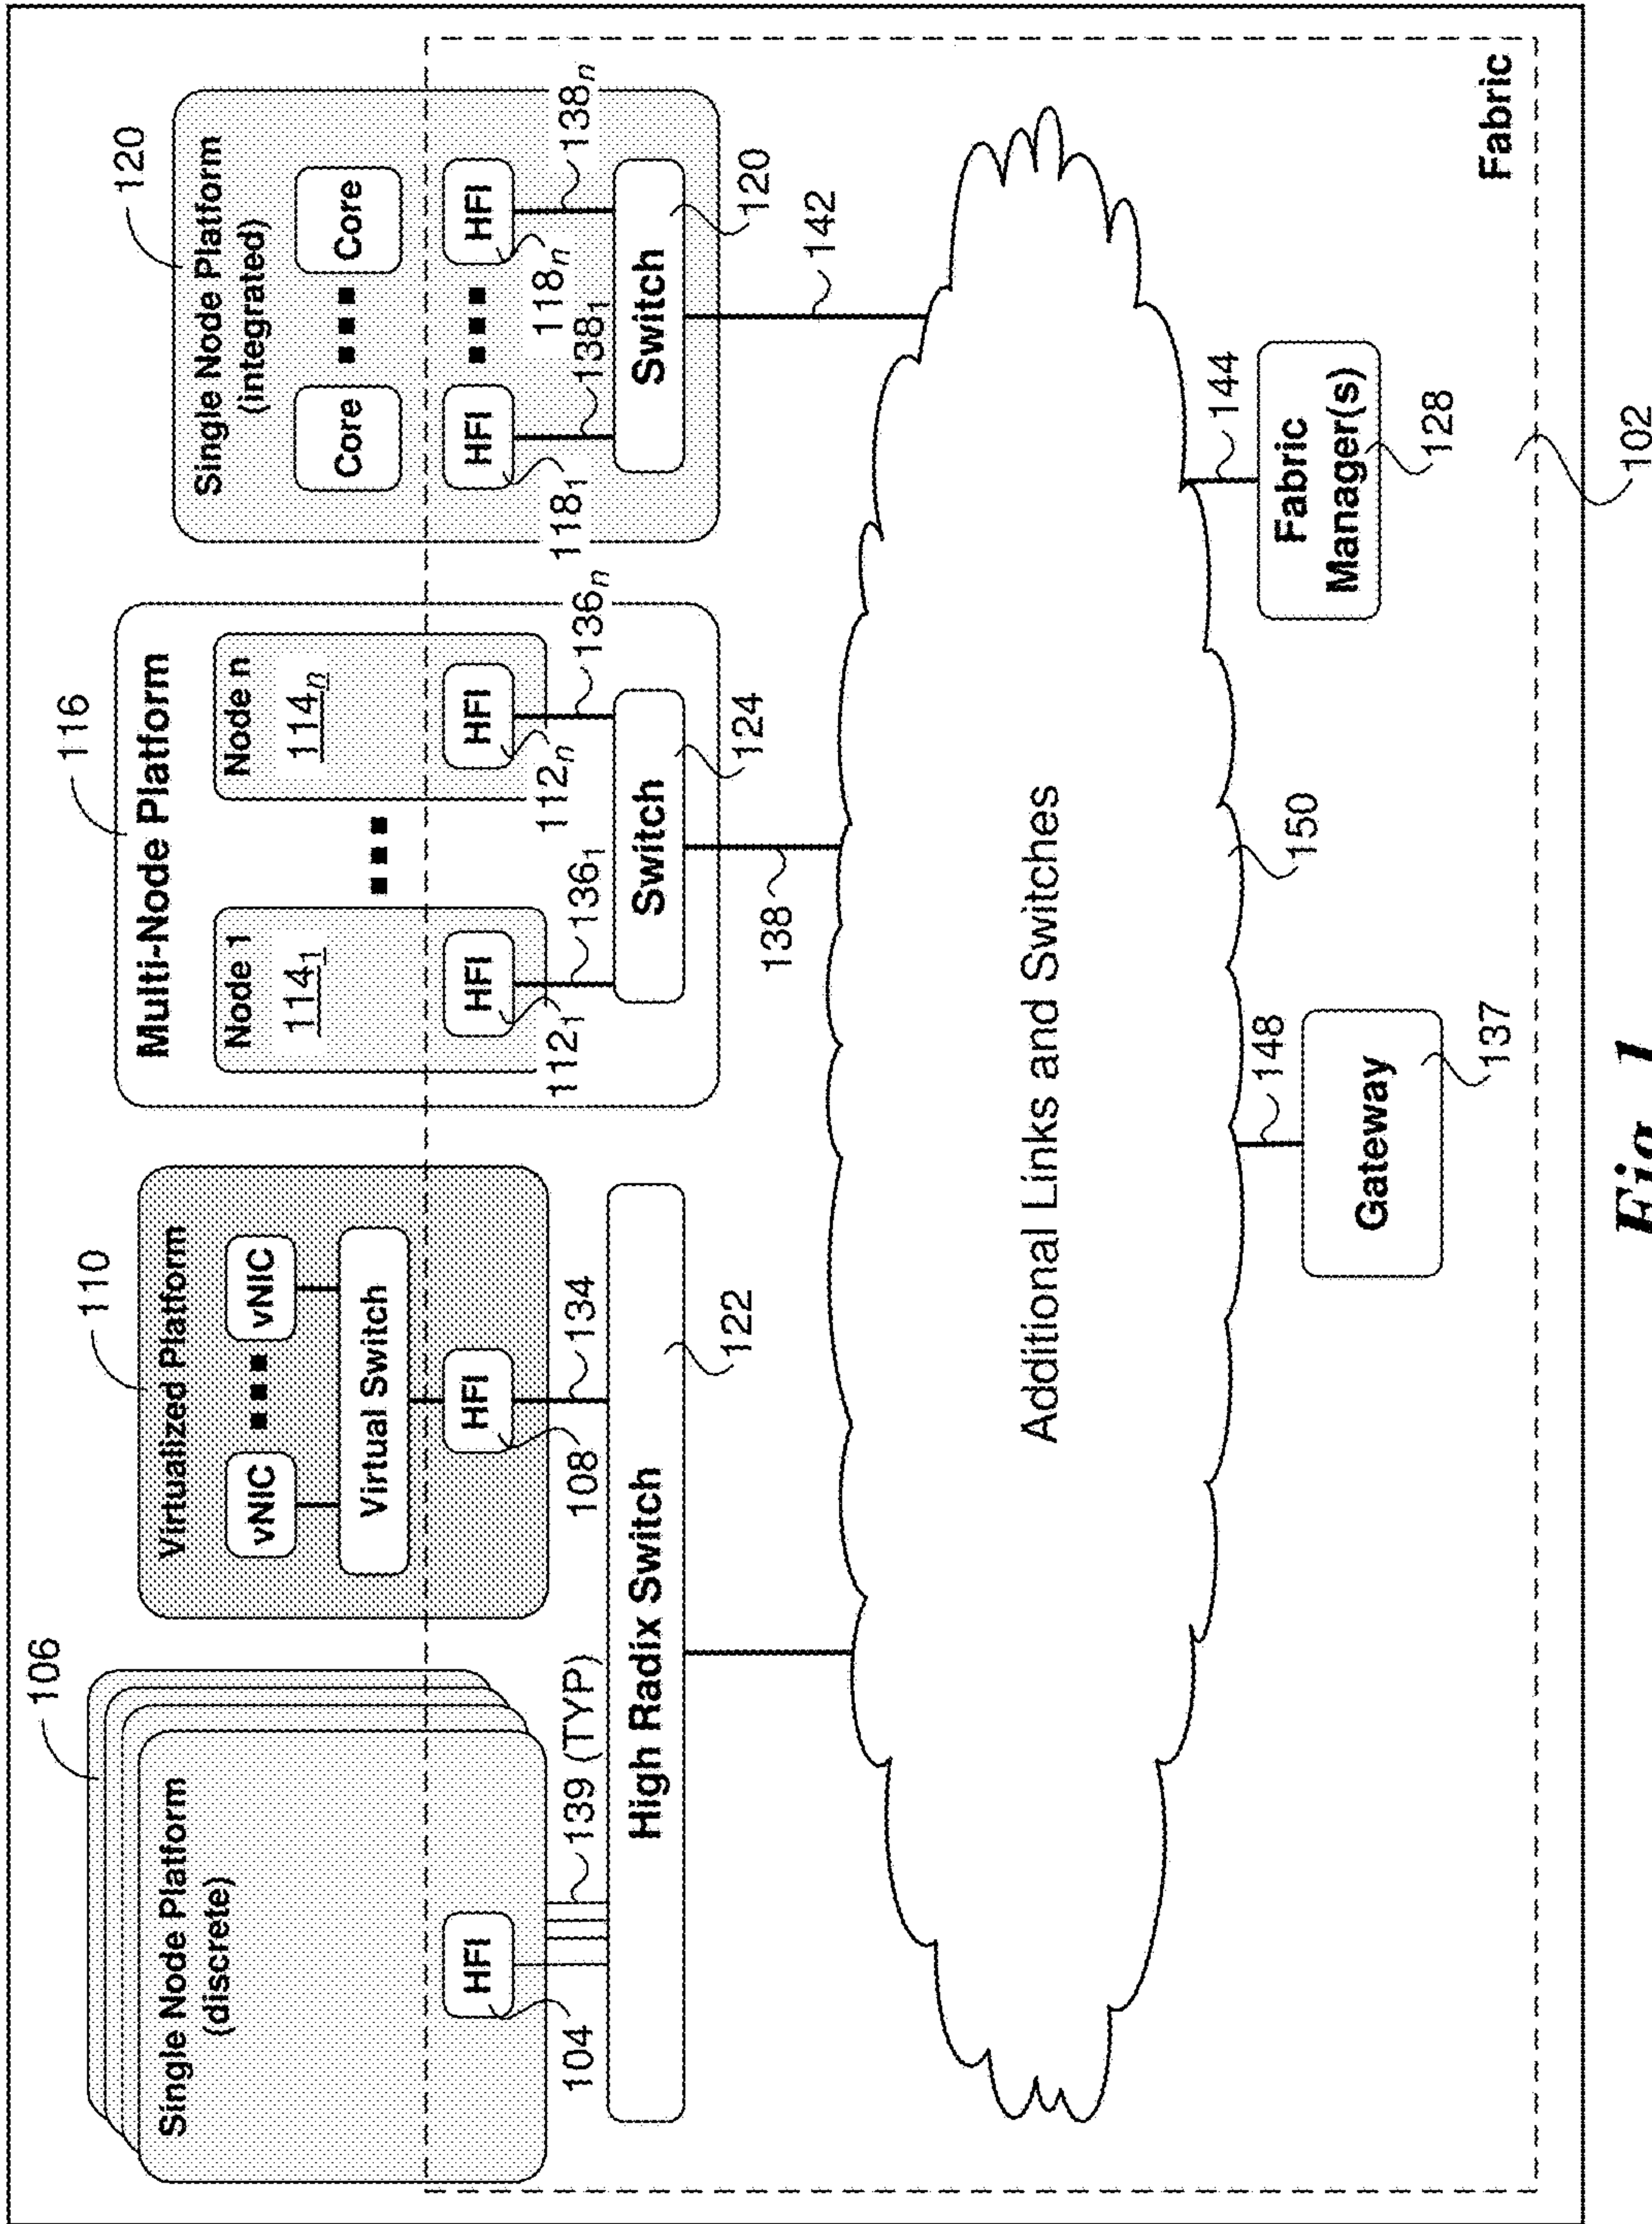 106
110
116
120
Single Node Platform
(discrete)
Virtualized Platform
vNIC
vNIC
Virtual Switch
Multi-Node Platform
Node 1
114₁
Node n
114ₙ
Single Node Platform
(integrated)
Core
Core
HFI
HFI
HFI
HFI
HFI
HFI
104
139 (TYP)
108
134
112₁
136₁
112ₙ
136ₙ
118₁
138₁
118ₙ
138ₙ
High Radix Switch
Switch
Switch
122
124
120
138
142
Additional Links and Switches
148
150
144
Gateway
137
Fabric
Manager(s)
128
Fabric
102
Fig. 1